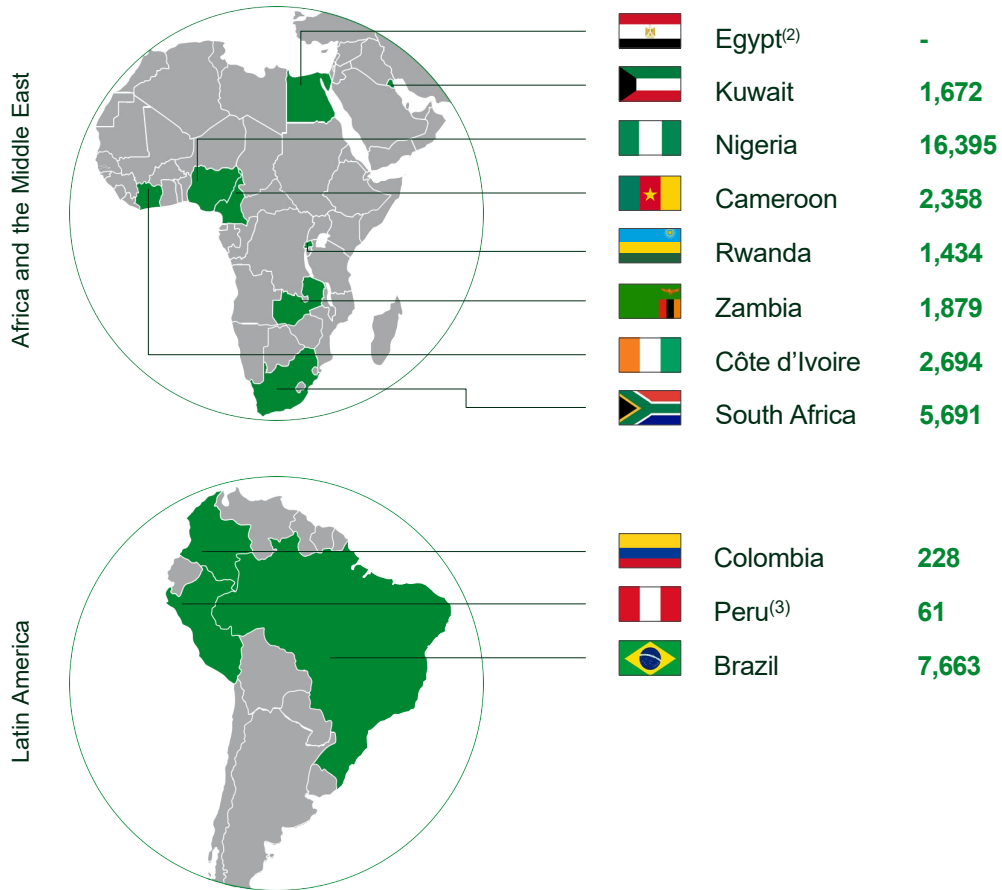 Africa and the Middle East
Egypt(2) -
Kuwait 1,672
Nigeria 16,395
Cameroon 2,358
Rwanda 1,434
Zambia 1,879
Côte d’Ivoire 2,694
South Africa 5,691
Latin America
Colombia 228
Peru(3) 61
Brazil 7,663